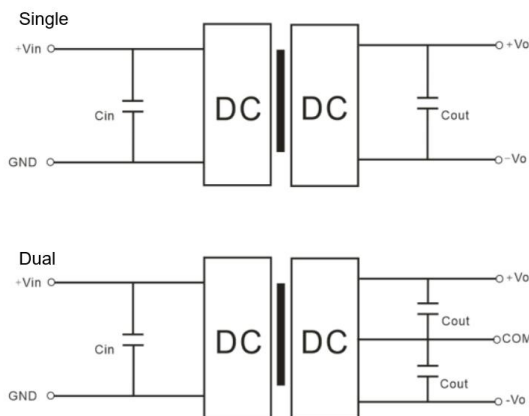 Single
+Vin
+Vo
Cin
DC
DC
Cout
GND
−Vo
Dual
+Vin
+Vo
Cout
Cin
DC
DC
COM
Cout
GND
-Vo